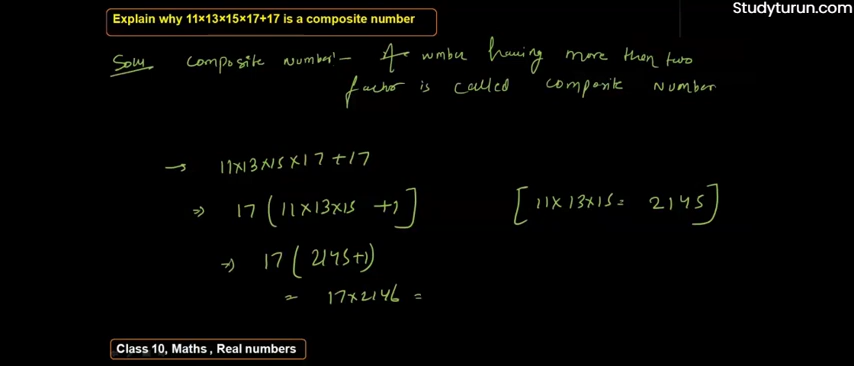 Studyturun.com
Explain why 11×13×15×17+17 is a composite number
Soln Composite Number:- A number having more then two
factor is called composite Number
→ 11×13×15×17+17
⇒ 17 ( 11×13×15 +1 ] [ 11×13×15 = 2145 ]
⇒ 17 ( 2145+1)
= 17×2146 =
Class 10, Maths , Real numbers